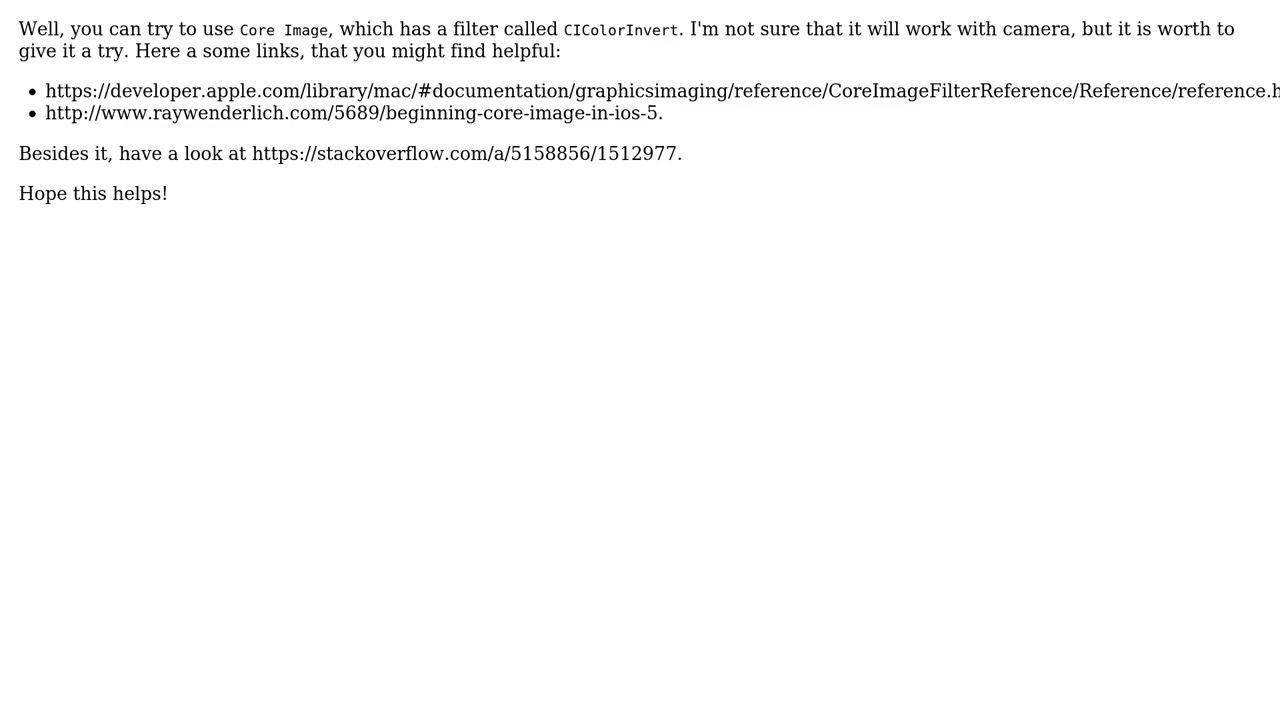 Well, you can try to use Core Image, which has a filter called CIColorInvert. I'm not sure that it will work with camera, but it is worth to
give it a try. Here a some links, that you might find helpful:
https://developer.apple.com/library/mac/#documentation/graphicsimaging/reference/CoreImageFilterReference/Reference/reference.h
http://www.raywenderlich.com/5689/beginning-core-image-in-ios-5.
Besides it, have a look at https://stackoverflow.com/a/5158856/1512977.
Hope this helps!